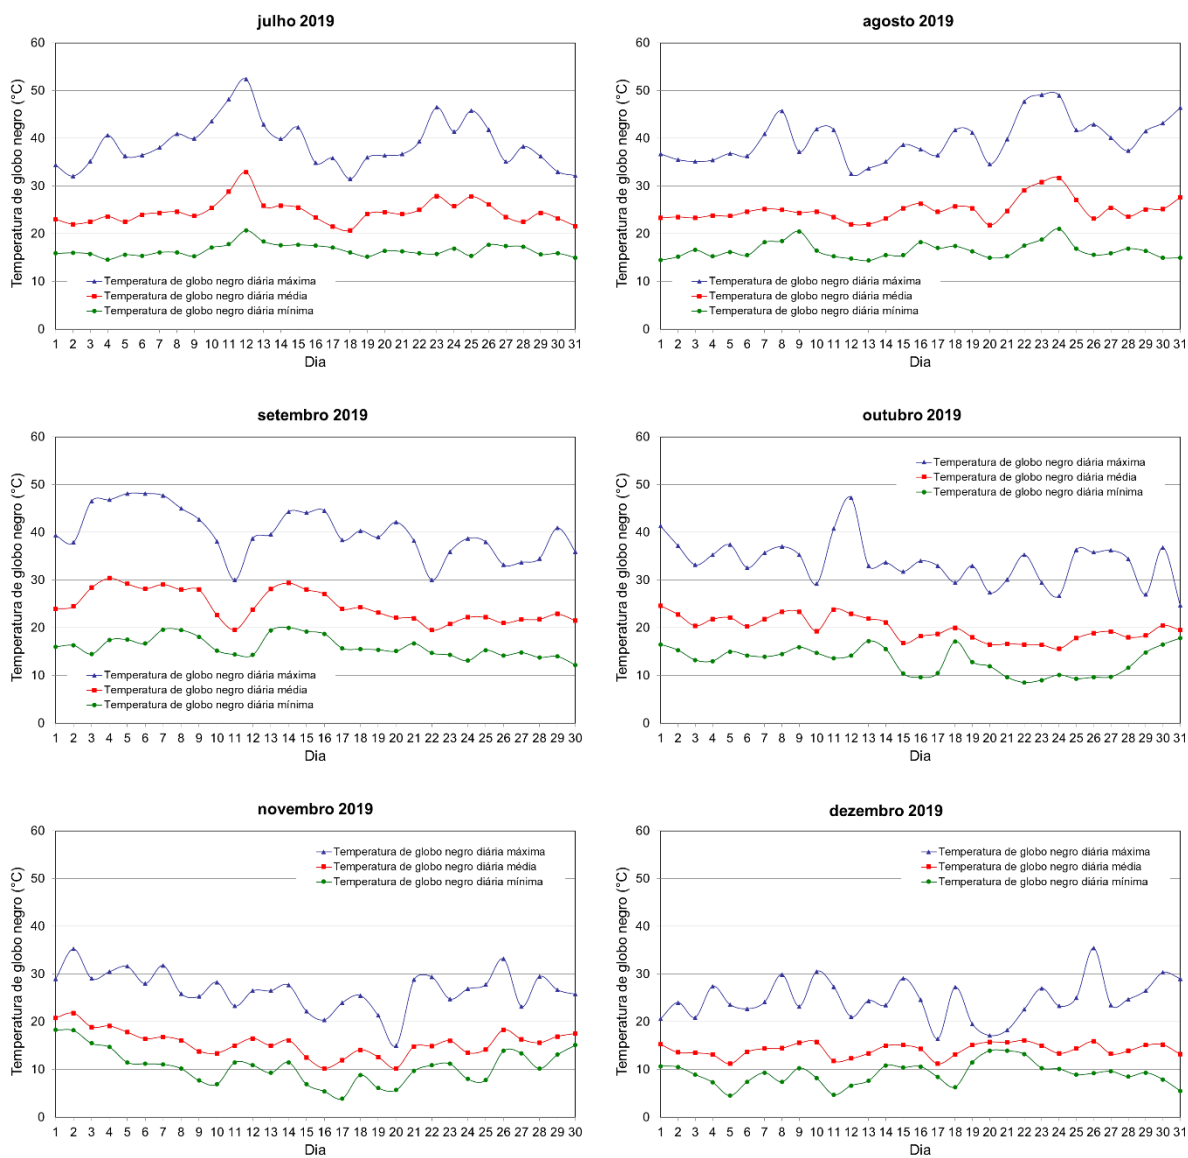 julho 2019
Temperatura de globo negro (°C)
60
50
40
30
20
10
0
Temperatura de globo negro diária máxima
Temperatura de globo negro diária média
Temperatura de globo negro diária mínima
1 2 3 4 5 6 7 8 9 10 11 12 13 14 15 16 17 18 19 20 21 22 23 24 25 26 27 28 29 30 31
Dia
agosto 2019
Temperatura de globo negro (°C)
60
50
40
30
20
10
0
Temperatura de globo negro diária máxima
Temperatura de globo negro diária média
Temperatura de globo negro diária mínima
1 2 3 4 5 6 7 8 9 10 11 12 13 14 15 16 17 18 19 20 21 22 23 24 25 26 27 28 29 30 31
Dia
setembro 2019
Temperatura de globo negro (°C)
60
50
40
30
20
10
0
Temperatura de globo negro diária máxima
Temperatura de globo negro diária média
Temperatura de globo negro diária mínima
1 2 3 4 5 6 7 8 9 10 11 12 13 14 15 16 17 18 19 20 21 22 23 24 25 26 27 28 29 30
Dia
outubro 2019
Temperatura de globo negro (°C)
60
50
40
30
20
10
0
Temperatura de globo negro diária máxima
Temperatura de globo negro diária média
Temperatura de globo negro diária mínima
1 2 3 4 5 6 7 8 9 10 11 12 13 14 15 16 17 18 19 20 21 22 23 24 25 26 27 28 29 30 31
Dia
novembro 2019
Temperatura de globo negro (°C)
60
50
40
30
20
10
0
Temperatura de globo negro diária máxima
Temperatura de globo negro diária média
Temperatura de globo negro diária mínima
1 2 3 4 5 6 7 8 9 10 11 12 13 14 15 16 17 18 19 20 21 22 23 24 25 26 27 28 29 30
Dia
dezembro 2019
Temperatura de globo negro (°C)
60
50
40
30
20
10
0
Temperatura de globo negro diária máxima
Temperatura de globo negro diária média
Temperatura de globo negro diária mínima
1 2 3 4 5 6 7 8 9 10 11 12 13 14 15 16 17 18 19 20 21 22 23 24 25 26 27 28 29 30 31
Dia